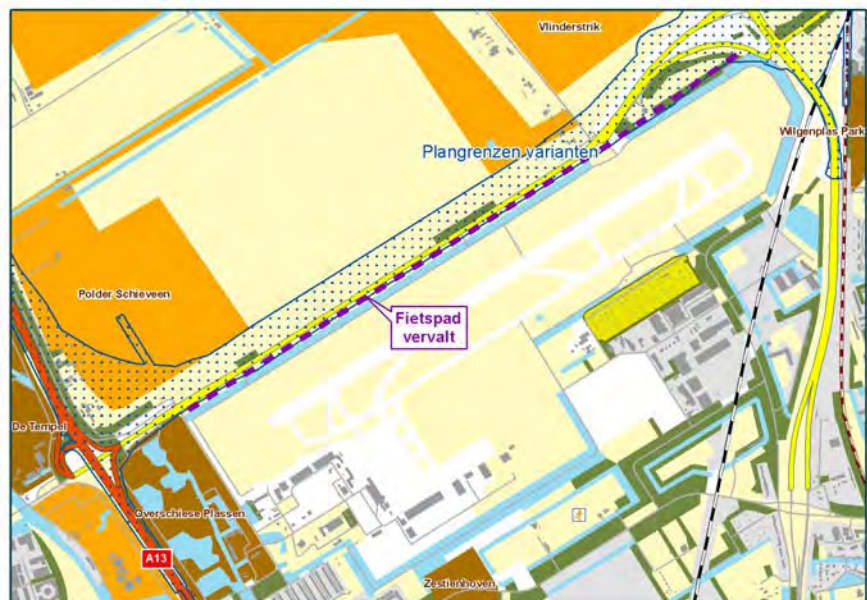 Vlinderstrik
Wilgenplas Park
Plangrenzen varianten
Polder Schieveen
Fietspad
vervalt
De Tempel
Overschiese Plassen
A13
Zestienhoven